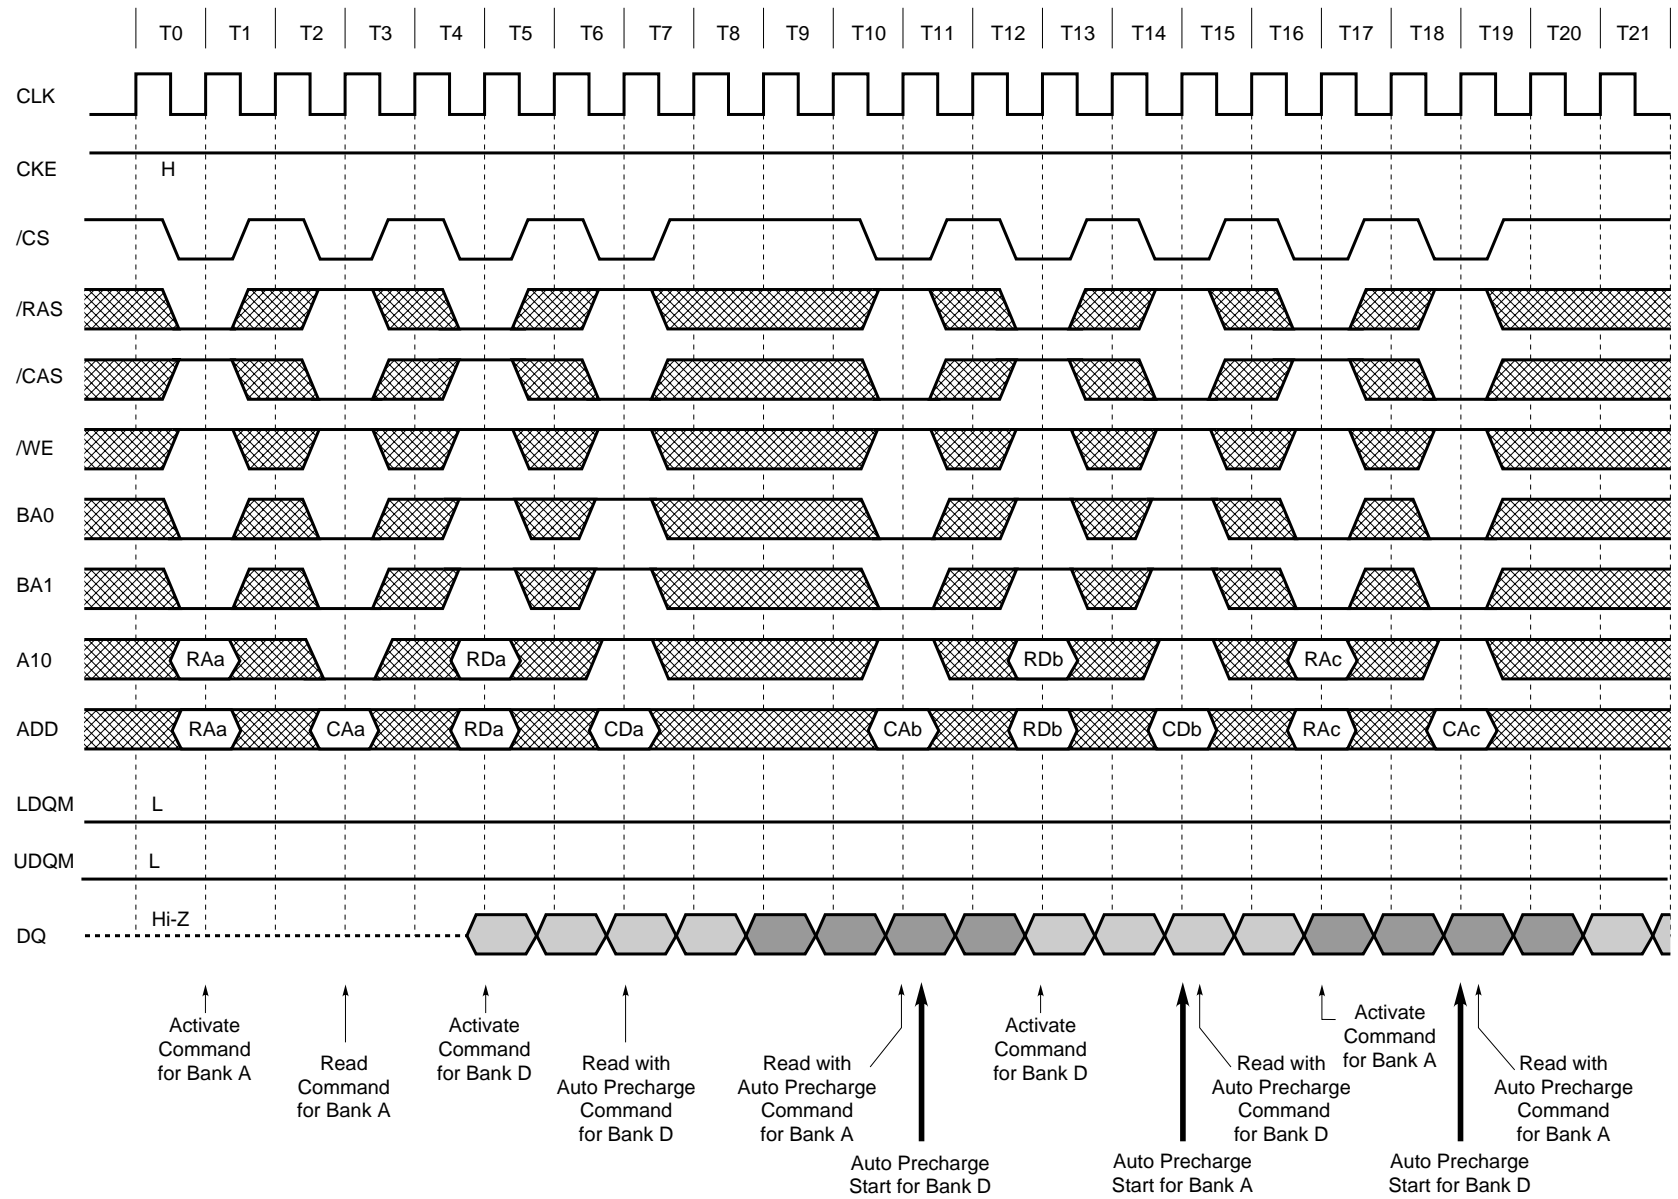 T0 T1 T2 T3 T4 T5 T6 T7 T8 T9 T10 T11 T12 T13 T14 T15 T16 T17 T18 T19 T20 T21
CLK
CKE
H
/CS
/RAS
/CAS
/WE
BA0
BA1
A10
RAa RDa RDb RAc
ADD
RAa CAa RDa CDa CAb RDb CDb RAc CAc
LDQM
L
UDQM
L
DQ
Hi-Z
Activate
Command
for Bank A
Read
Command
for Bank A
Activate
Command
for Bank D
Read with
Auto Precharge
Command
for Bank D
Read with
Auto Precharge
Command
for Bank A
Auto Precharge
Start for Bank D
Activate
Command
for Bank D
Auto Precharge
Start for Bank A
Read with
Auto Precharge
Command
for Bank D
Activate
Command
for Bank A
Auto Precharge
Start for Bank D
Read with
Auto Precharge
Command
for Bank A